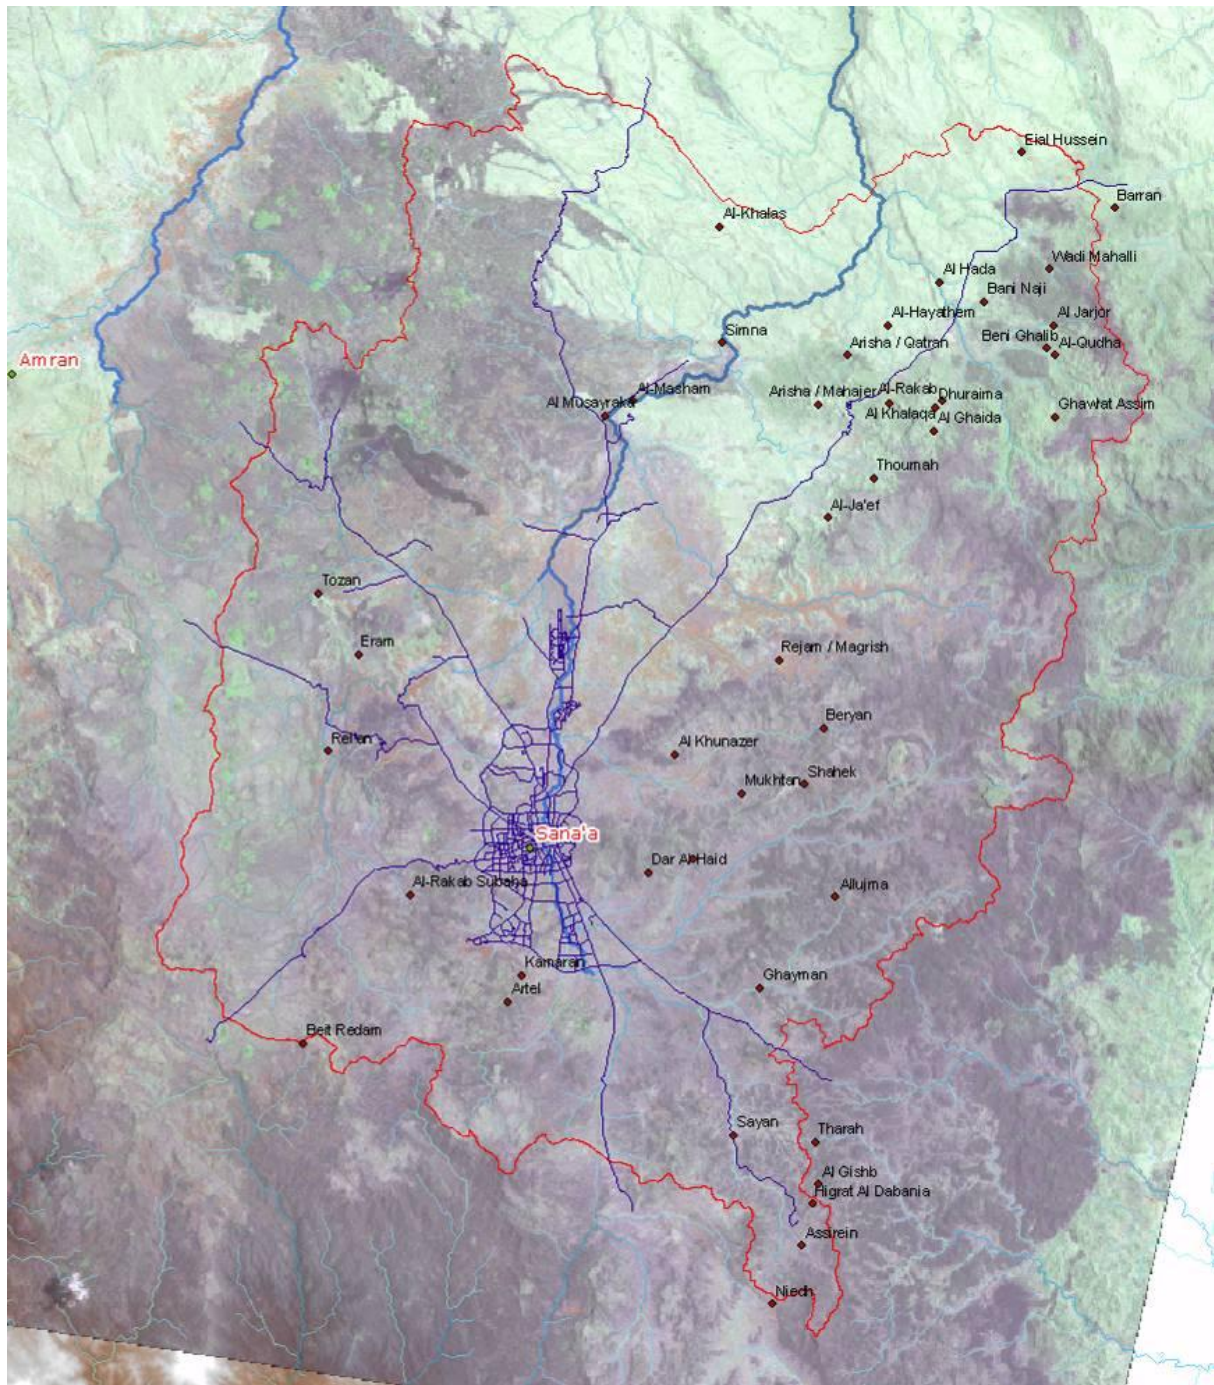 Eial Hussein
Barran
Al-Khalas
Wadi Mahalli
Al Hada
Bani Naji
Al-Hayathem
Al Jarjor
Simna
Beni Ghalib
Arisha / Qatran
Al-Qudha
Amran
Al-Masham
Arisha / Mahajer
Al-Rakab
Dhuraima
Al Musayraka
Al Khalaqa
Al Ghaida
Ghawlat Assim
Thoumah
Al-Ja'ef
Tozan
Eram
Rejam / Magrish
Beryan
Al Khunazer
Mukhtan
Shahek
Sana'a
Dar Al Haid
Al-Rakab Subaha
Allujma
Kamaran
Artel
Ghayman
Beit Redam
Sayan
Tharah
Al Gishb
Higrat Al Dabania
Assirein
Niedh